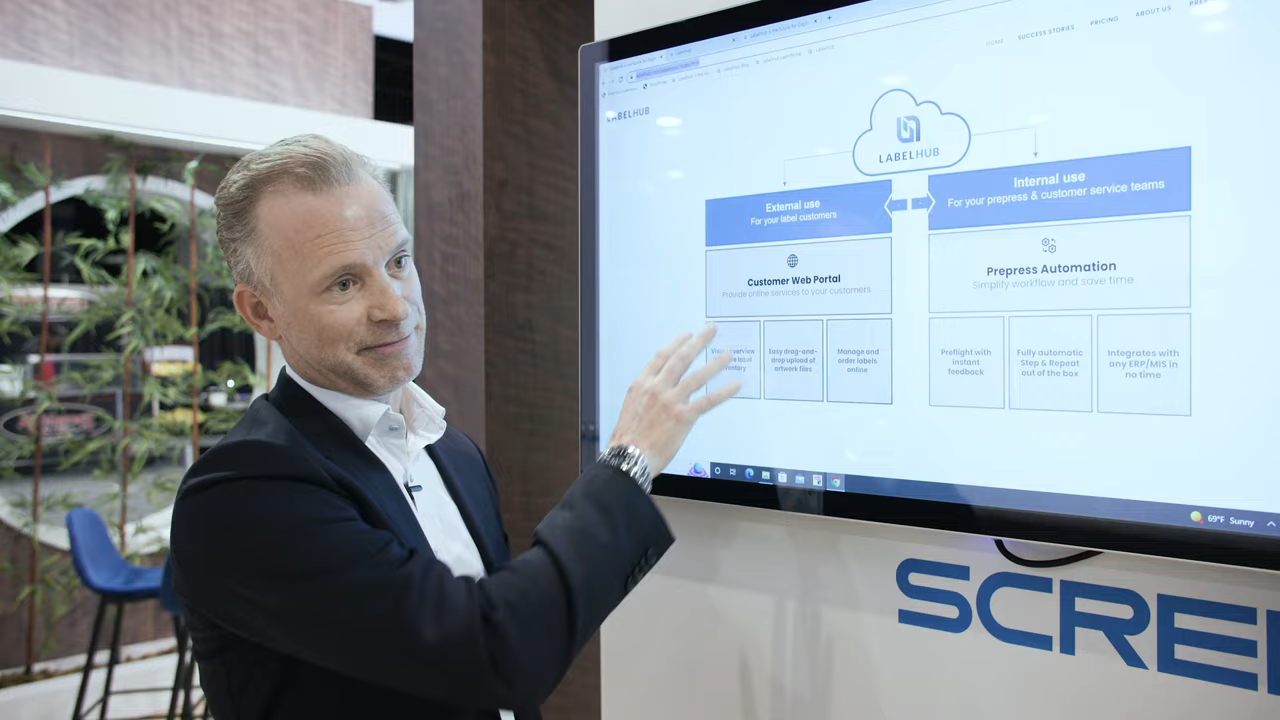 HOME
SUCCESS STORIES
PRICING
ABOUT US
LABELHUB
LABELHUB
External use
For your label customers
Internal use
For your prepress & customer service teams
Customer Web Portal
Provide online services to your customers
Prepress Automation
Simplify workflow and save time
Easy drag-and-
drop upload of
artwork files
Manage and
order labels
online
Preflight with
instant
feedback
Fully automatic
Step & Repeat
out of the box
Integrates with
any ERP/MIS in
no time
69°F Sunny
SCRE